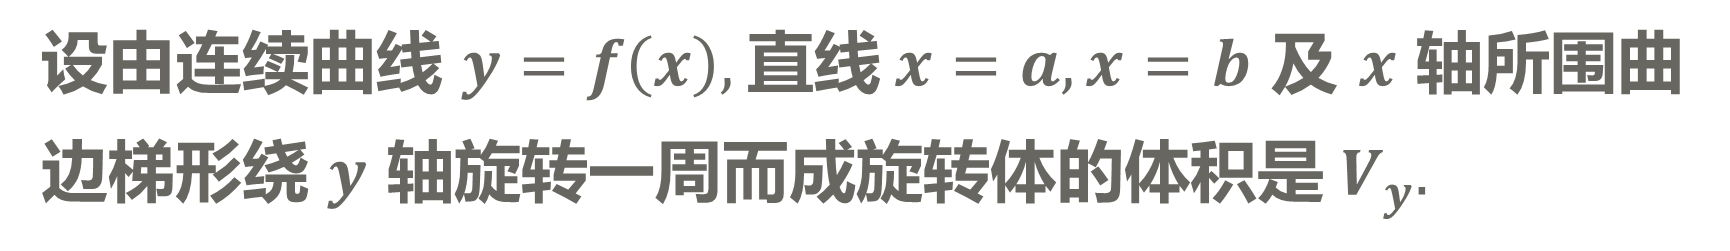 设由连续曲线 y = f(x), 直线 x = a, x = b 及 x 轴所围曲
边梯形绕 y 轴旋转一周而成旋转体的体积是 V_y.